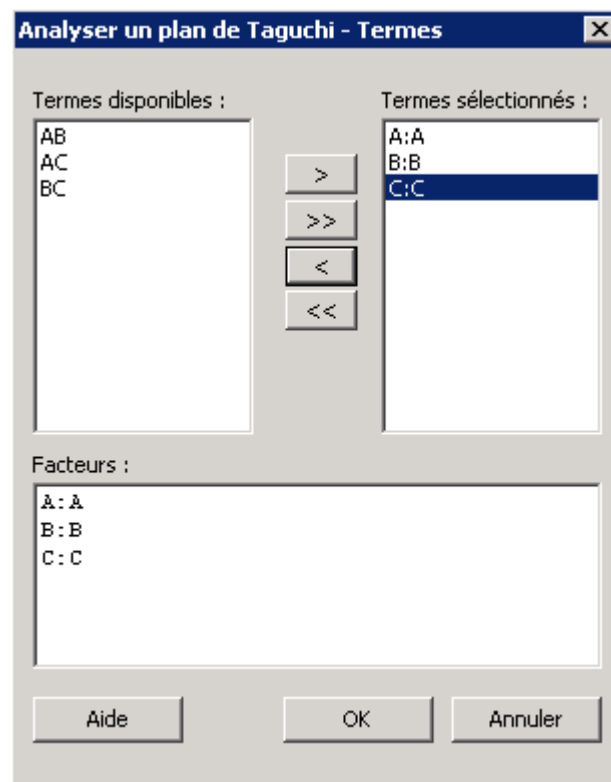 Analyser un plan de Taguchi - Termes
Termes disponibles :
AB
AC
BC
>
>>
<
<<
Termes sélectionnés :
A:A
B:B
C:C
Facteurs :
A:A
B:B
C:C
Aide
OK
Annuler